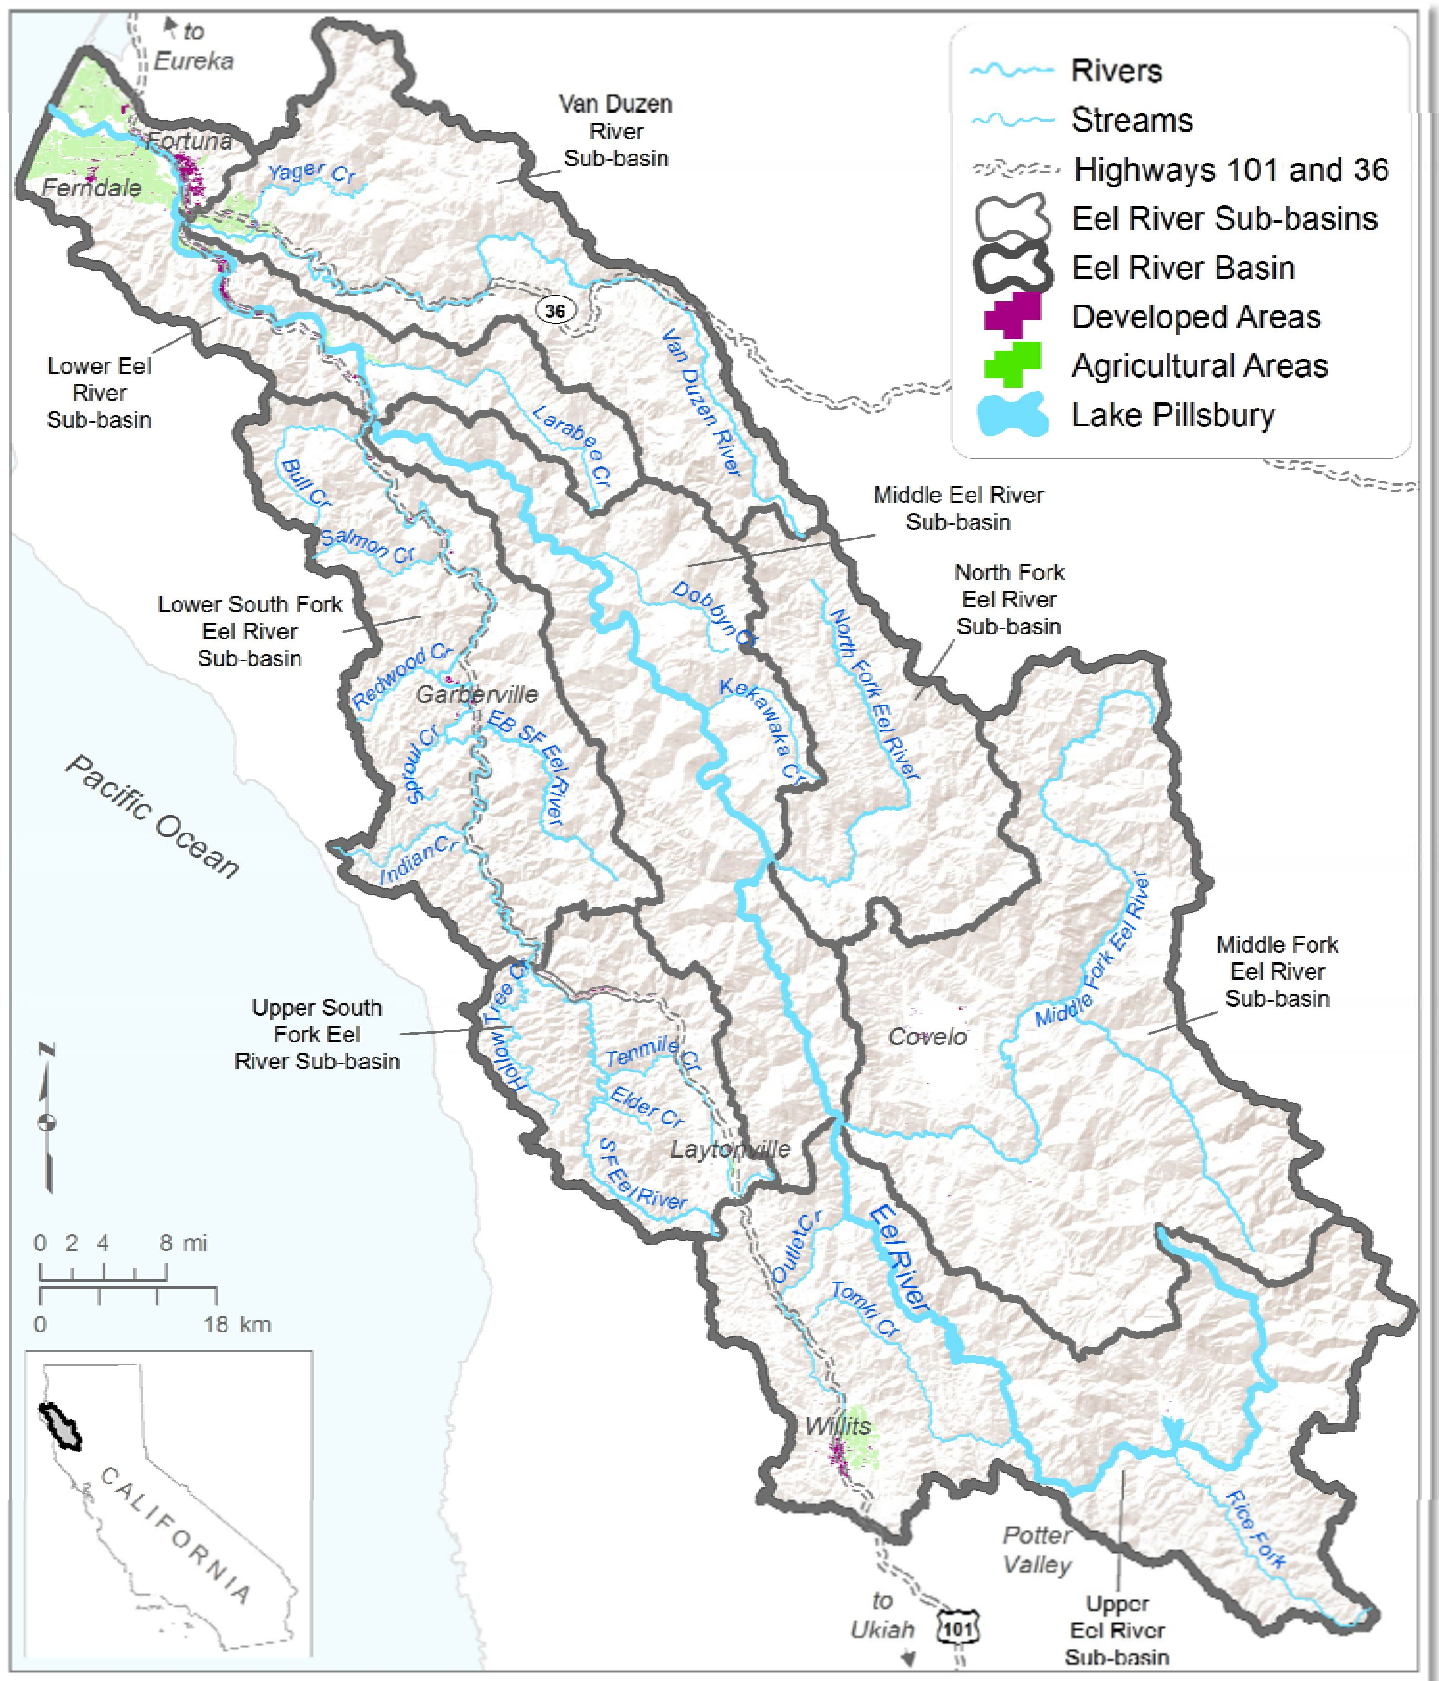 to
Eureka
Van Duzen
River
Sub-basin
Fortuna
Ferndale
Yager Cr
36
Van Duzen River
Lower Eel
River
Sub-basin
Larabee Cr
Bull Cr
Salmon Cr
Middle Eel River
Sub-basin
North Fork
Eel River
Sub-basin
Lower South Fork
Eel River
Sub-basin
Dobbyn Cr
North Fork Eel River
Redwood Cr
Garberville
Kekawaka Cr
Sproul Cr
EB SF Eel River
Indian Cr
Pacific Ocean
Middle Fork Eel River
Middle Fork
Eel River
Sub-basin
Upper South
Fork Eel
River Sub-basin
Hollow Tree Cr
Covelo
Tenmile Cr
Elder Cr
Laytonville
S F Eel River
Outlet Cr
Eel River
Tomki Cr
Willits
Rice Fork
Potter
Valley
to
Ukiah
101
Upper
Eel River
Sub-basin
Rivers
Streams
Highways 101 and 36
Eel River Sub-basins
Eel River Basin
Developed Areas
Agricultural Areas
Lake Pillsbury
N
0 2 4 8 mi
0 18 km
CALIFORNIA